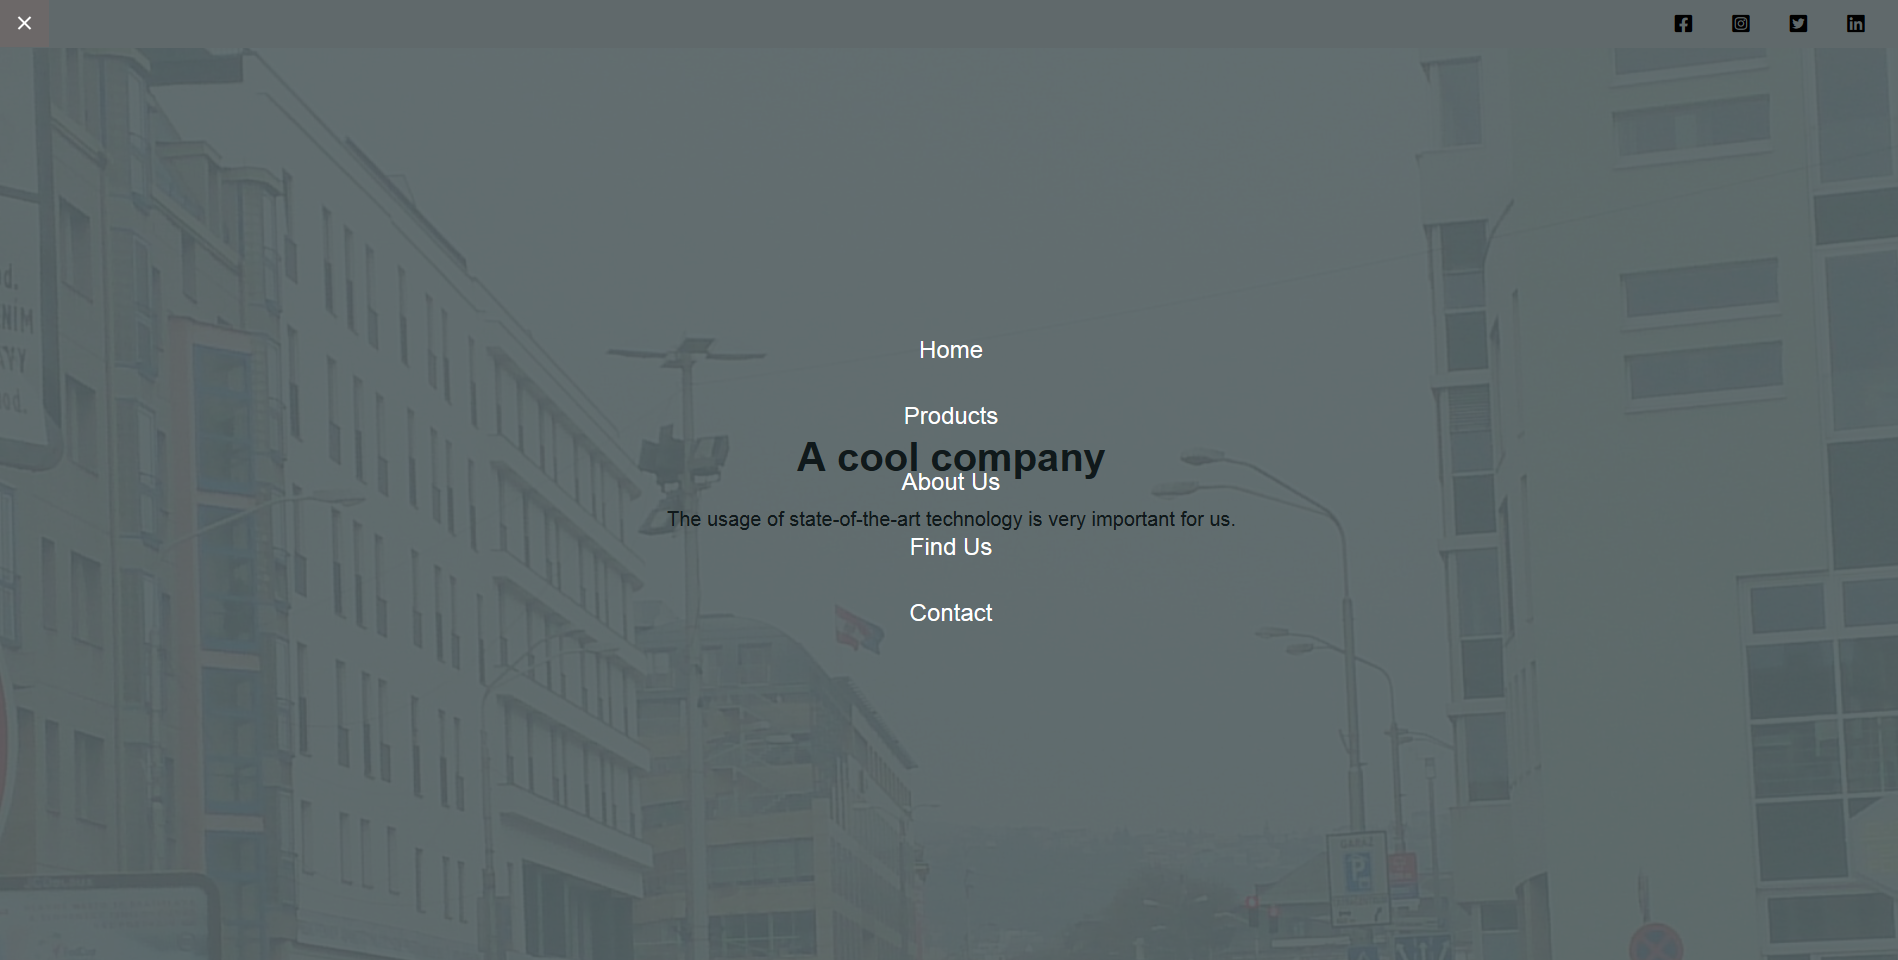 Home
Products
A cool company
About Us
The usage of state-of-the-art technology is very important for us.
Find Us
Contact
GARAZ
P